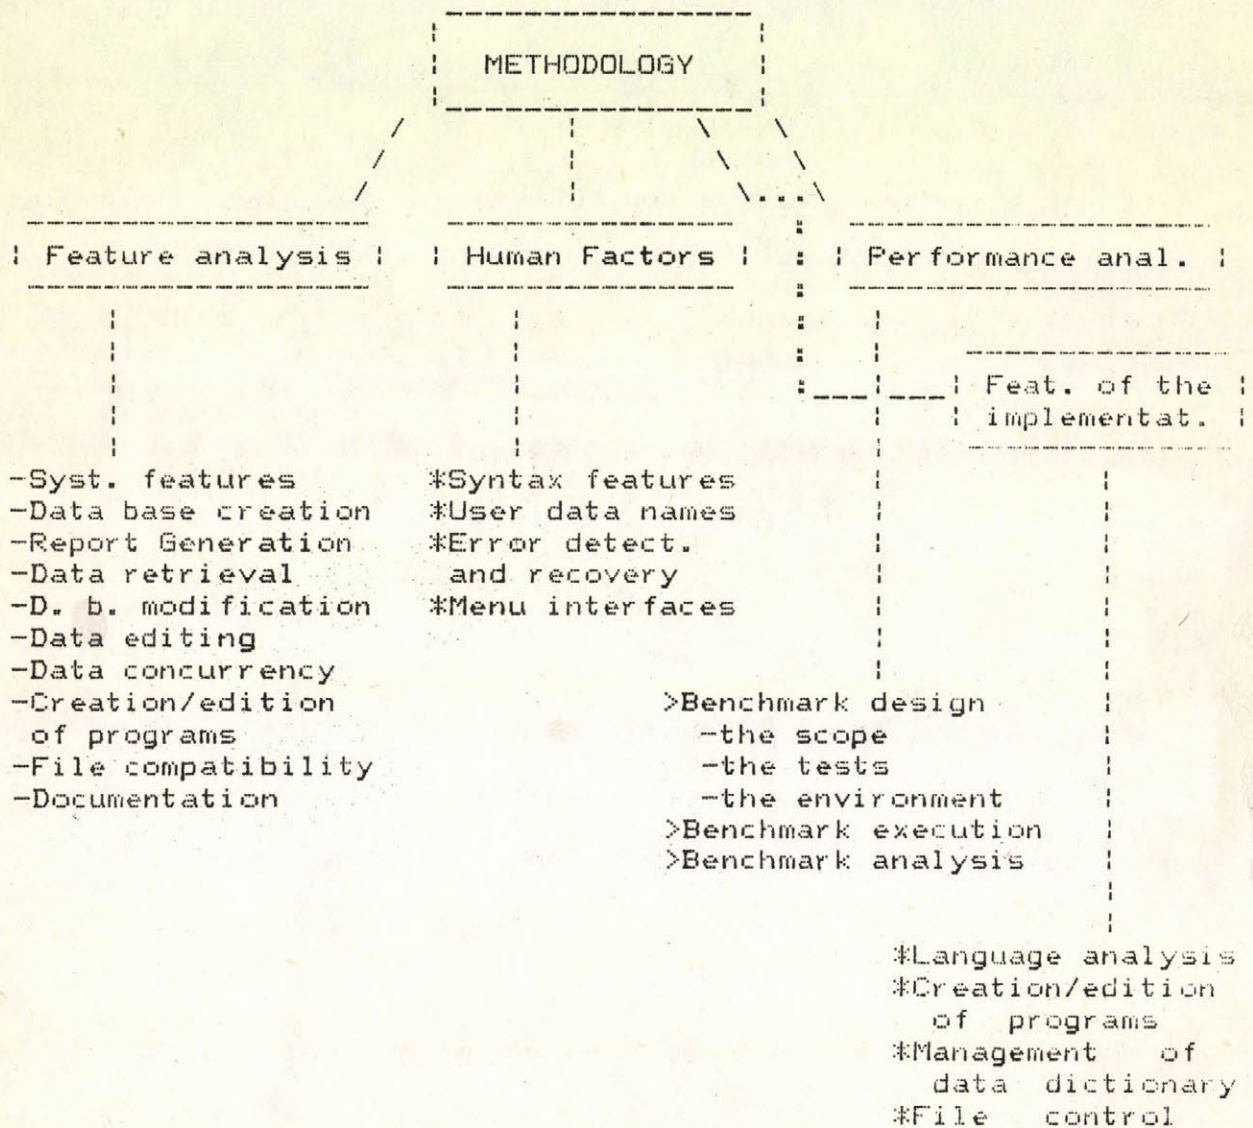 METHODOLOGY
Feature analysis
Human Factors
Performance anal.
Feat. of the
implementat.
-Syst. features
-Data base creation
-Report Generation
-Data retrieval
-D. b. modification
-Data editing
-Data concurrency
-Creation/edition
of programs
-File compatibility
-Documentation
*Syntax features
*User data names
*Error detect.
and recovery
*Menu interfaces
>Benchmark design
-the scope
-the tests
-the environment
>Benchmark execution
>Benchmark analysis
*Language analysis
*Creation/edition
of programs
*Management of
data dictionary
*File control